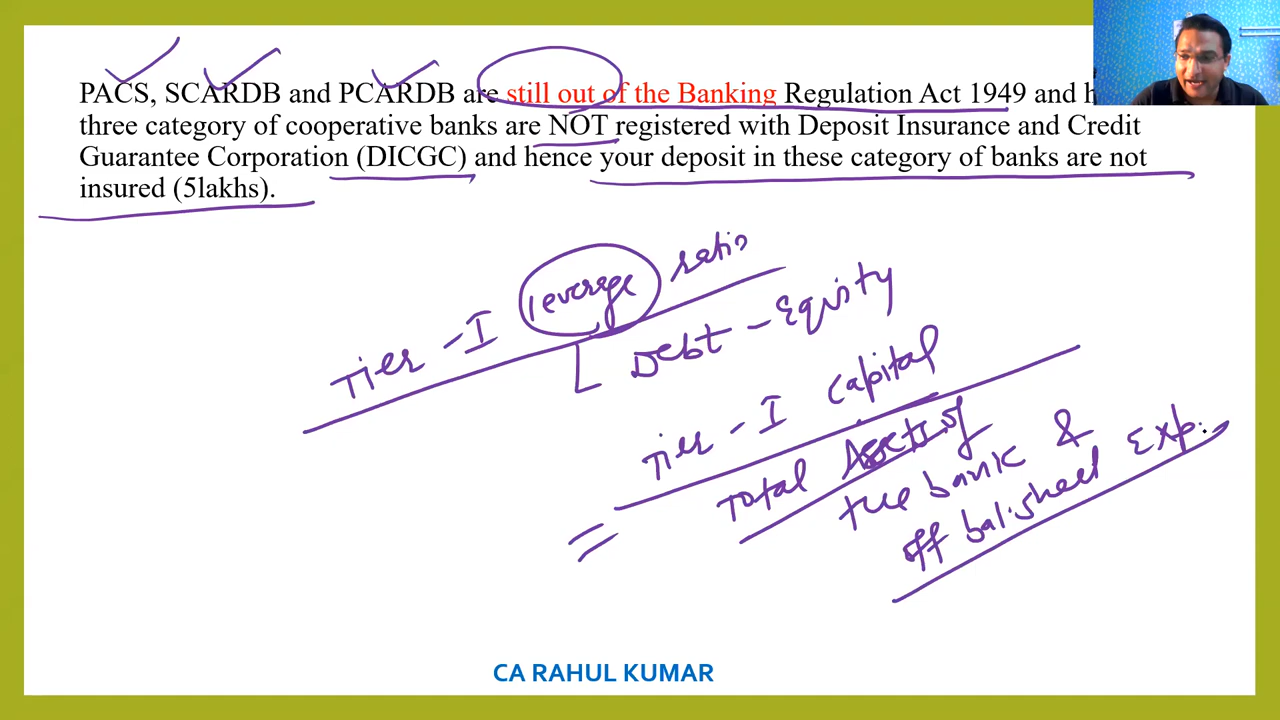 PACS, SCARDB and PCARDB are still out of the Banking Regulation Act 1949 and
three category of cooperative banks are NOT registered with Deposit Insurance and Credit
Guarantee Corporation (DICGC) and hence your deposit in these category of banks are not
insured (5lakhs).
Tier - I leverage ratio
Debt - Equity
Tier - I Capital
= Total Assets of
the bank &
off bal. sheet Exp.
CA RAHUL KUMAR